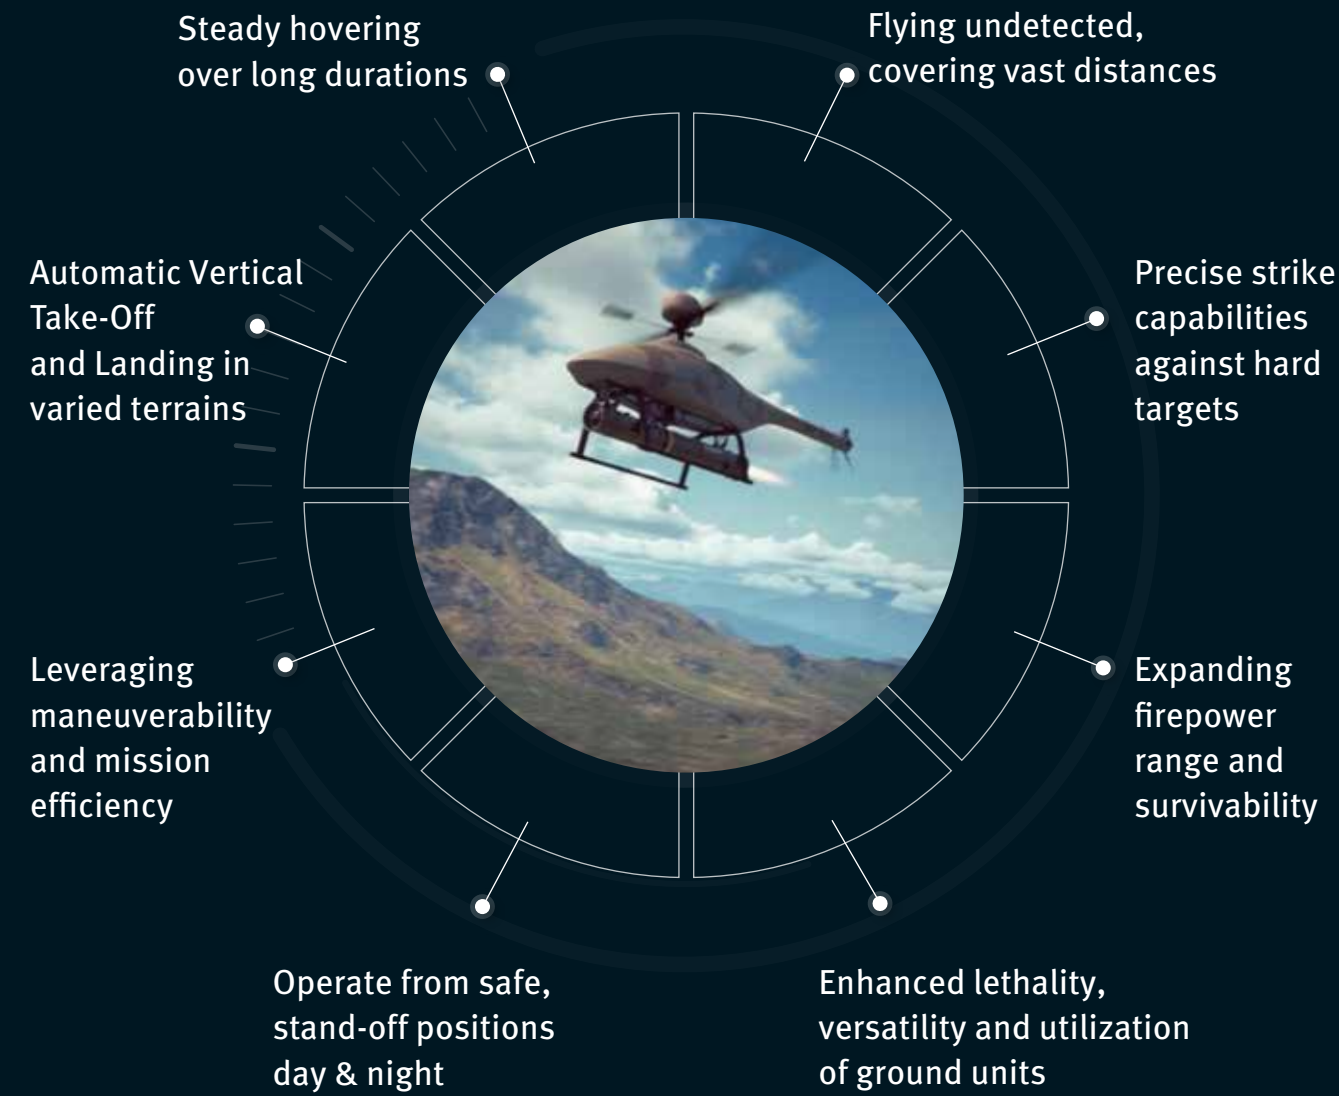 Steady hovering
over long durations
Flying undetected,
covering vast distances
Automatic Vertical
Take-Off
and Landing in
varied terrains
Precise strike
capabilities
against hard
targets
Leveraging
maneuverability
and mission
efficiency
Expanding
firepower
range and
survivability
Operate from safe,
stand-off positions
day & night
Enhanced lethality,
versatility and utilization
of ground units